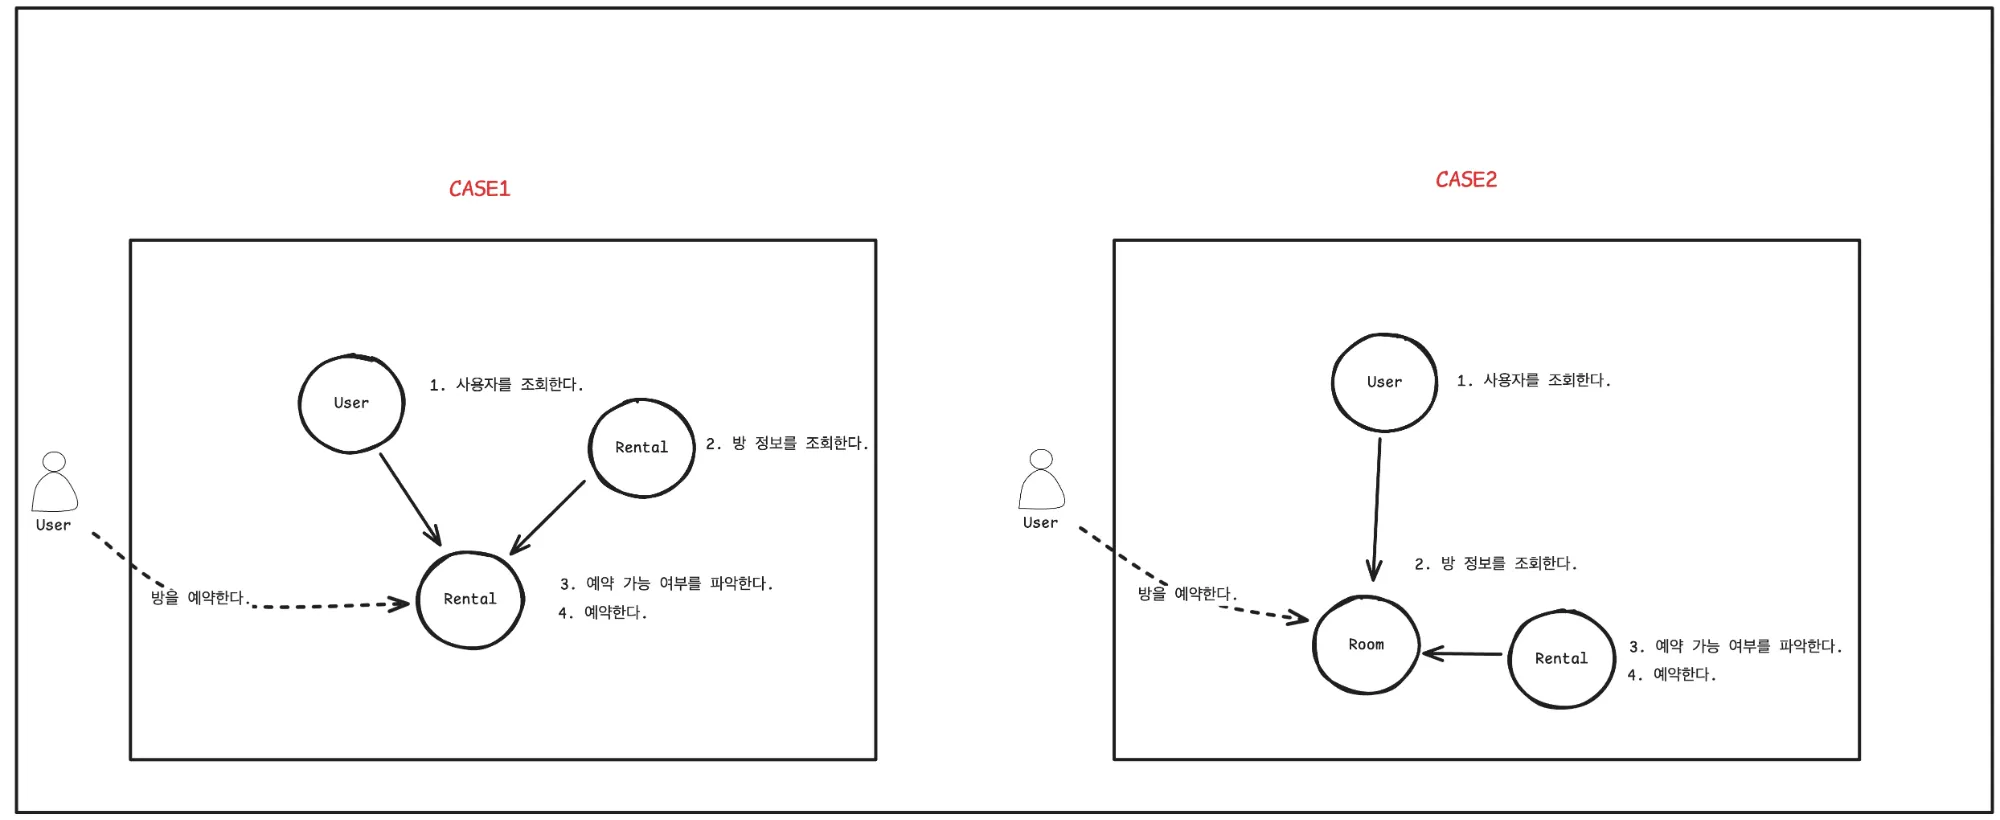 CASE1
User
1. 사용자를 조회한다.
Rental
2. 방 정보를 조회한다.
User
방을 예약한다.
Rental
3. 예약 가능 여부를 파악한다.
4. 예약한다.
CASE2
User
1. 사용자를 조회한다.
User
2. 방 정보를 조회한다.
방을 예약한다.
Room
Rental
3. 예약 가능 여부를 파악한다.
4. 예약한다.